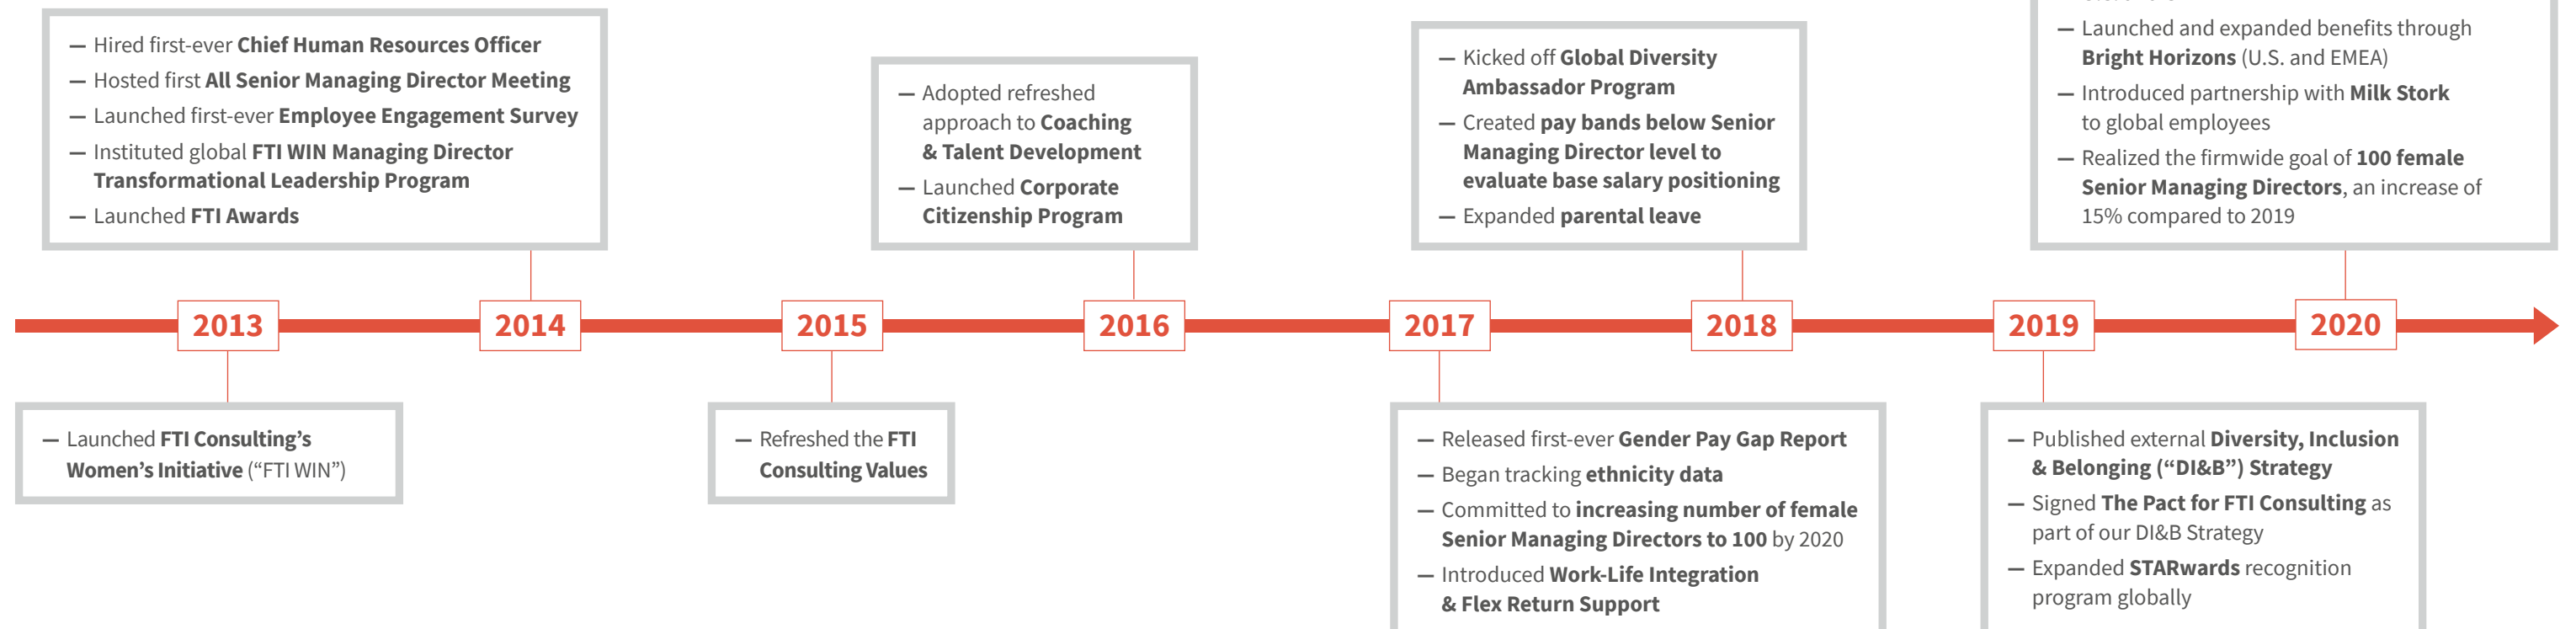 — Hired first-ever Chief Human Resources Officer
— Hosted first All Senior Managing Director Meeting
— Launched first-ever Employee Engagement Survey
— Instituted global FTI WIN Managing Director
Transformational Leadership Program
— Launched FTI Awards
— Adopted refreshed
approach to Coaching
& Talent Development
— Launched Corporate
Citizenship Program
— Kicked off Global Diversity
Ambassador Program
— Created pay bands below Senior
Managing Director level to
evaluate base salary positioning
— Expanded parental leave
— Launched and expanded benefits through
Bright Horizons (U.S. and EMEA)
— Introduced partnership with Milk Stork
to global employees
— Realized the firmwide goal of 100 female
Senior Managing Directors, an increase of
15% compared to 2019
2013
2014
2015
2016
2017
2018
2019
2020
— Launched FTI Consulting’s
Women’s Initiative (“FTI WIN”)
— Refreshed the FTI
Consulting Values
— Released first-ever Gender Pay Gap Report
— Began tracking ethnicity data
— Committed to increasing number of female
Senior Managing Directors to 100 by 2020
— Introduced Work-Life Integration
& Flex Return Support
— Published external Diversity, Inclusion
& Belonging (“DI&B”) Strategy
— Signed The Pact for FTI Consulting as
part of our DI&B Strategy
— Expanded STARwards recognition
program globally